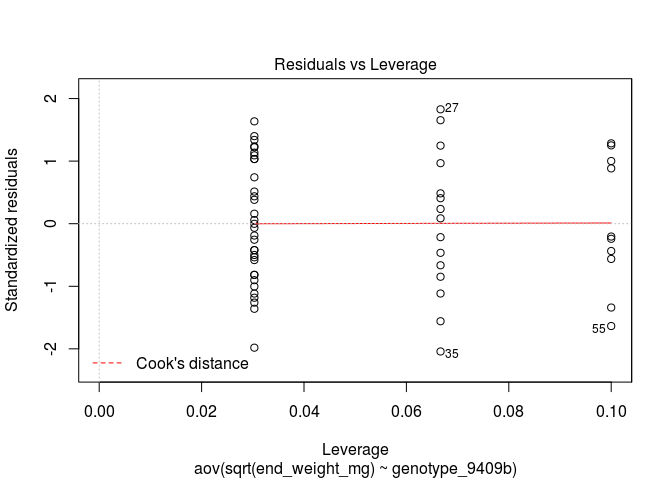 Residuals vs Leverage
Standardized residuals
2
1
0
-1
-2
27
35
55
Cook's distance
0.00 0.02 0.04 0.06 0.08 0.10
Leverage
aov(sqrt(end_weight_mg) ~ genotype_9409b)